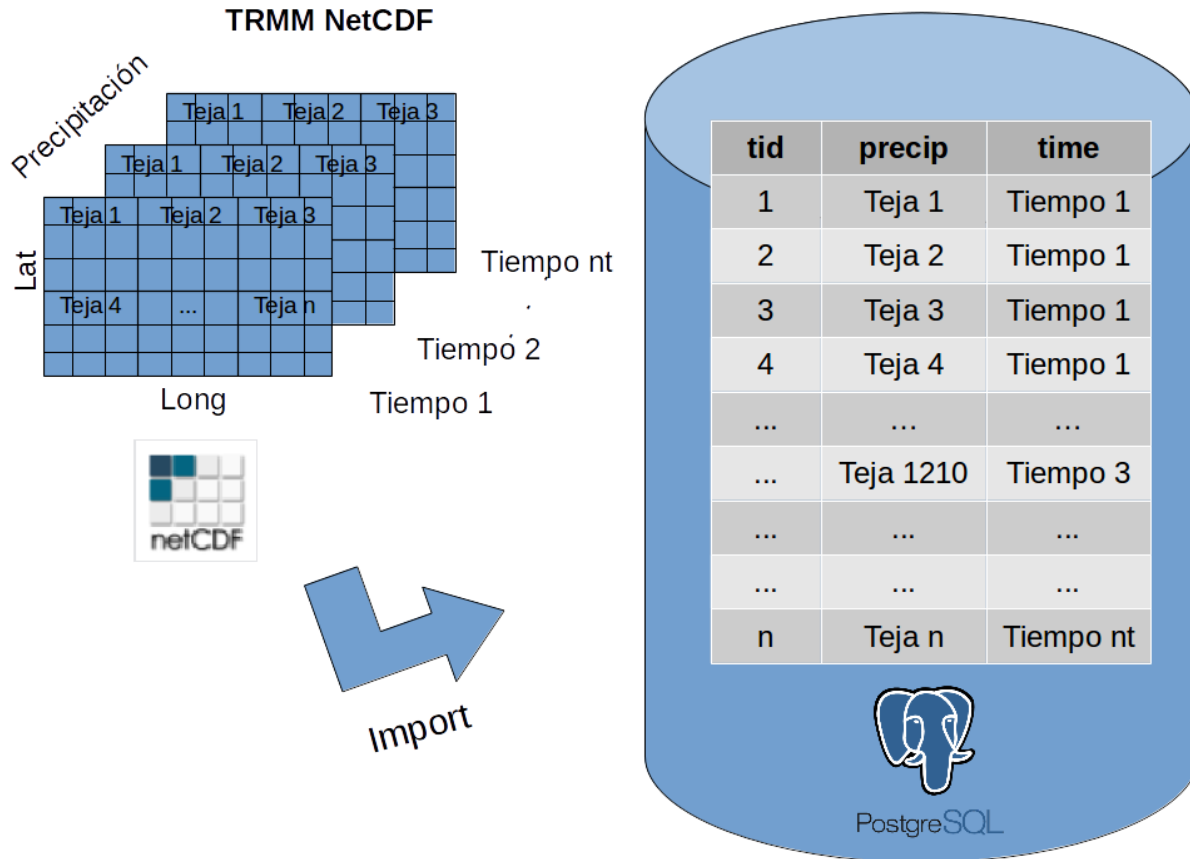 TRMM NetCDF
Precipitación
Teja 1 Teja 2 Teja 3
Teja 1 Teja 2 Teja 3
Teja 1 Teja 2 Teja 3
Lat
Teja 4 ... Teja n
Long
Tiempo nt
Tiempo 2
Tiempo 1
netCDF
Import
tid precip time
1 Teja 1 Tiempo 1
2 Teja 2 Tiempo 1
3 Teja 3 Tiempo 1
4 Teja 4 Tiempo 1
... ... ...
... Teja 1210 Tiempo 3
... ... ...
... ... ...
n Teja n Tiempo nt
PostgreSQL